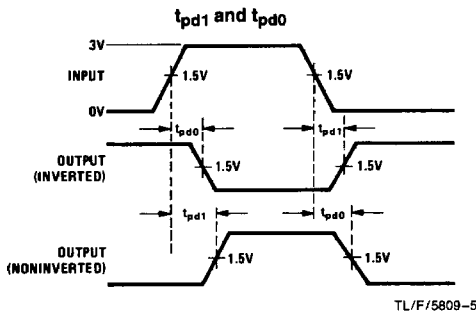 tpd1 and tpd0
3V
INPUT
1.5V
1.5V
0V
tpd0
tpd1
OUTPUT
(INVERTED)
1.5V
1.5V
tpd1
tpd0
OUTPUT
(NONINVERTED)
1.5V
1.5V
TL/F/5809-5